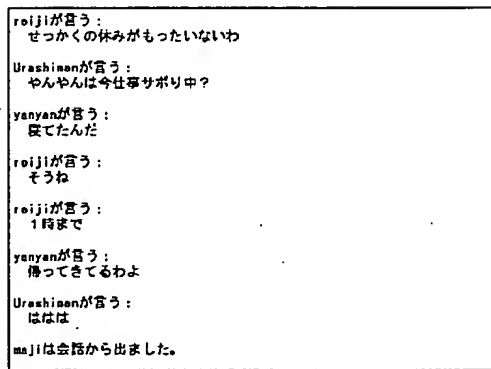 reijiが言う：
せっかくの休みがもったいないわ
Urashimanが言う：
やんやんは今仕事サボり中？
yanyanが言う：
寝てたんだ
reijiが言う：
そうね
reijiが言う：
１時まで
yanyanが言う：
帰ってきてるわよ
Urashimanが言う：
ははは
majiは会話から出ました。